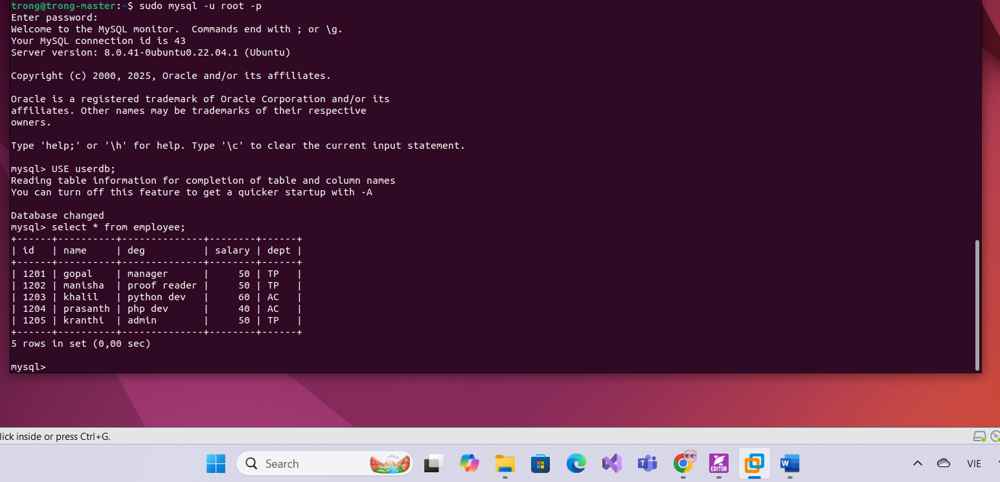 trong@trong-master:~$ sudo mysql -u root -p
Enter password:
Welcome to the MySQL monitor.  Commands end with ; or \g.
Your MySQL connection id is 43
Server version: 8.0.41-0ubuntu0.22.04.1 (Ubuntu)
Copyright (c) 2000, 2025, Oracle and/or its affiliates.
Oracle is a registered trademark of Oracle Corporation and/or its
affiliates. Other names may be trademarks of their respective
owners.
Type 'help;' or '\h' for help. Type '\c' to clear the current input statement.
mysql> USE userdb;
Reading table information for completion of table and column names
You can turn off this feature to get a quicker startup with -A
Database changed
mysql> select * from employee;
+------+----------+--------------+--------+------+
| id   | name     | deg          | salary | dept |
+------+----------+--------------+--------+------+
| 1201 | gopal    | manager      |     50 | TP   |
| 1202 | manisha  | proof reader |     50 | TP   |
| 1203 | khalil   | python dev   |     60 | AC   |
| 1204 | prasanth | php dev      |     40 | AC   |
| 1205 | kranthi  | admin        |     50 | TP   |
+------+----------+--------------+--------+------+
5 rows in set (0,00 sec)
mysql>
lick inside or press Ctrl+G.
Search
EDITOR
VIE